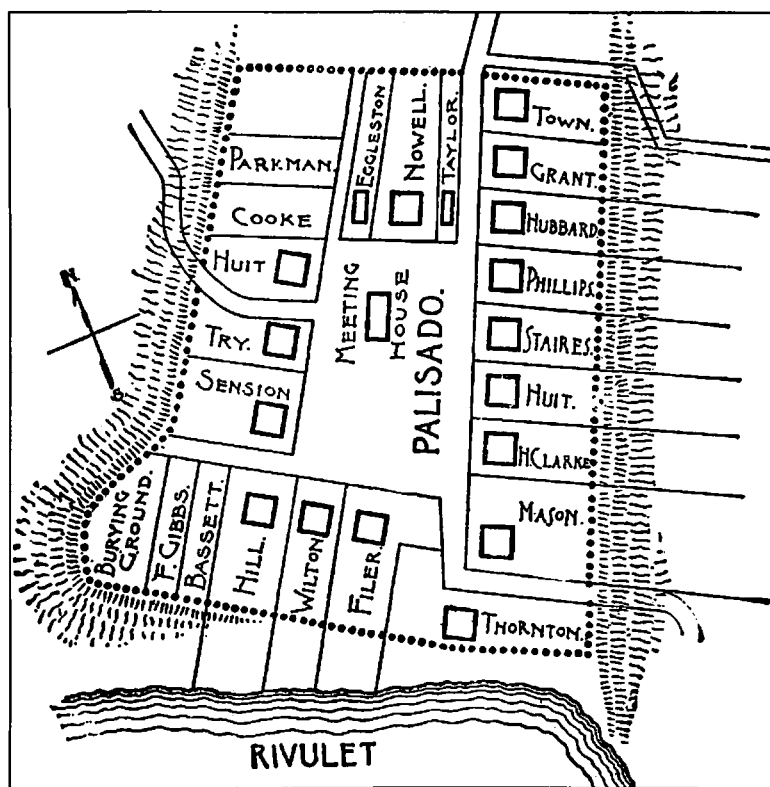 PARKMAN.
COOKE
HUIT
TRY.
SENSION
EGGLESTON
NOWELL
TAYLOR.
TOWN.
GRANT.
HUBBARD
PHILLIPS.
STAIRES.
HUIT.
H.CLARKE
MASON.
THORNTON.
MEETING
HOUSE
PALISADO.
N.
S
BURYING
GROUND.
F. GIBBS.
BASSETT.
HILL.
WILTON
FILER.
RIVULET